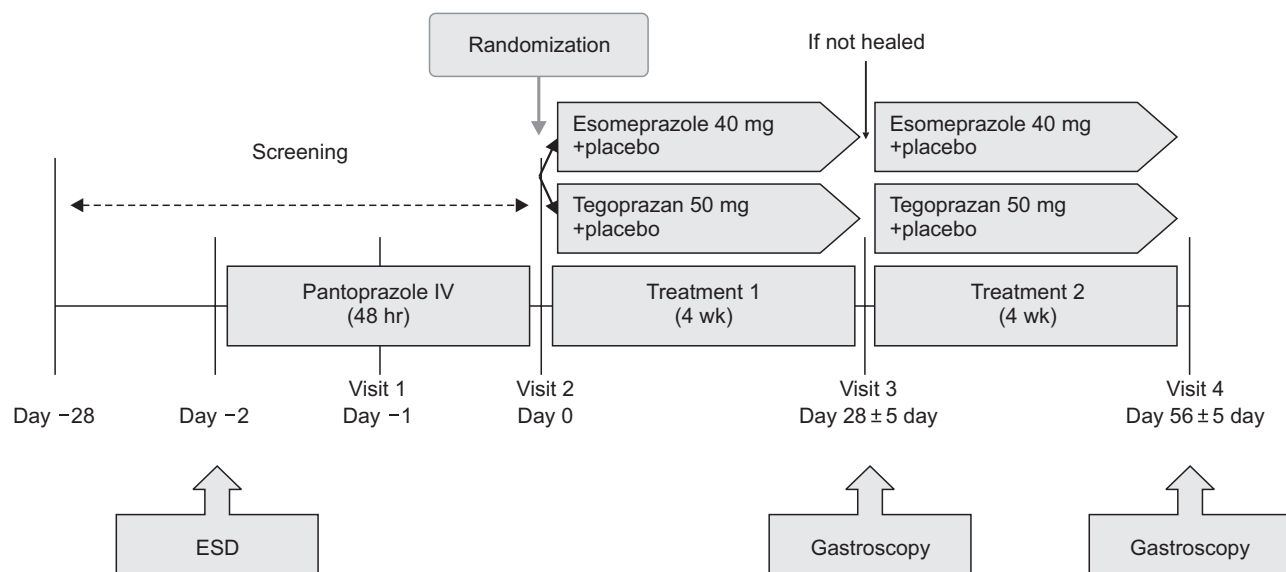 Randomization
If not healed
Screening
Esomeprazole 40 mg
+placebo
Esomeprazole 40 mg
+placebo
Tegoprazan 50 mg
+placebo
Tegoprazan 50 mg
+placebo
Pantoprazole IV
(48 hr)
Treatment 1
(4 wk)
Treatment 2
(4 wk)
Day −28
Day −2
Visit 1
Day −1
Visit 2
Day 0
Visit 3
Day 28 ± 5 day
Visit 4
Day 56 ± 5 day
ESD
Gastroscopy
Gastroscopy